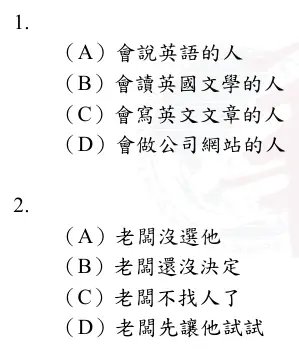 1.
（A）會說英語的人
（B）會讀英國文學的人
（C）會寫英文文章的人
（D）會做公司網站的人
2.
（A）老闆沒選他
（B）老闆還沒決定
（C）老闆不找人了
（D）老闆先讓他試試